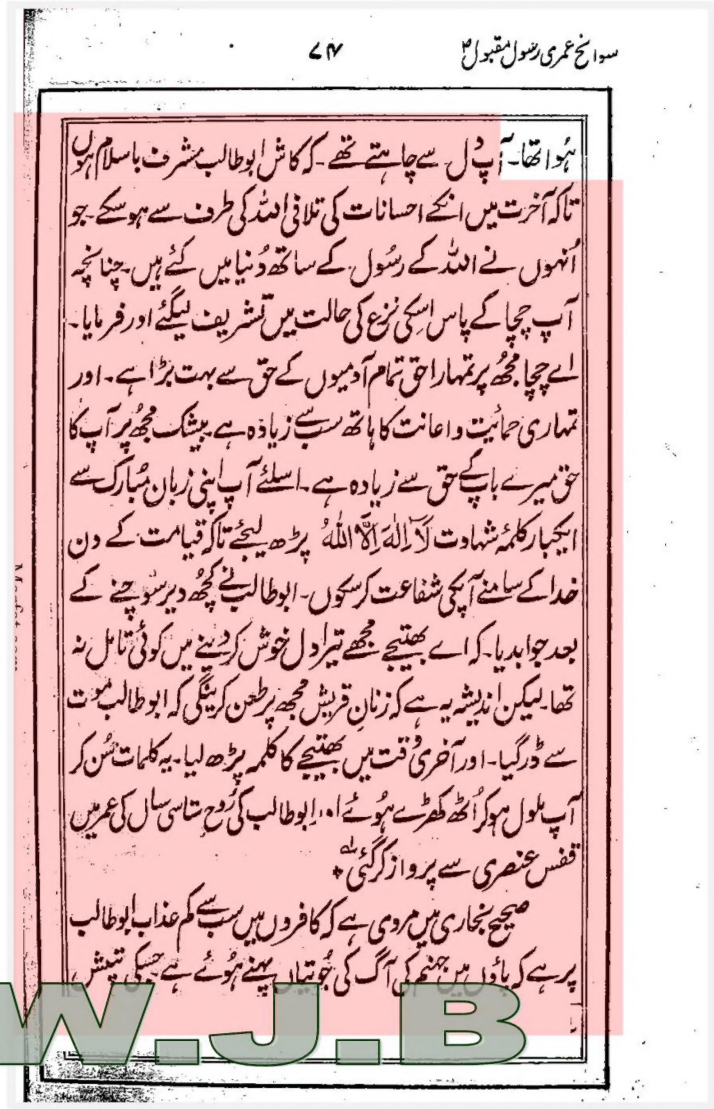 سوانح عمری رسول مقبولؐ
۷۴
ہوا تھا۔ آپ دل سے چاہتے تھے۔ کہ کاش ابوطالب مشرف باسلام ہوں
تاکہ آخرت میں انکے احسانات کی تلافی اللہ کی طرف سے ہوسکے۔ جو
اُنہوں نے اللہ کے رسُول کے ساتھ دُنیا میں کئے ہیں۔ چنانچہ
آپ چچا کے پاس اسکی نزع کی حالت میں تشریف لیگئے اور فرمایا۔
اے چچا مجھ پر تمہارا حق تمام آدمیوں کے حق سے بہت بڑا ہے۔ اور
تمہاری حمائیت و اعانت کا ہاتھ سب سے زیادہ ہے۔ بیشک مجھ پر آپ کا
حق میرے باپ کے حق سے زیادہ ہے۔ اسلئے آپ اپنی زبان مُبارک سے
ایکبار کلمۂ شہادت لَا اِلٰهَ اِلَّا اللهُ پڑھ لیجئے تاکہ قیامت کے دن
خدا کے سامنے آپکی شفاعت کرسکوں۔ ابوطالب نے کچھ دیر سوچنے کے
بعد جوابدیا۔ کہ اے بھتیجے مجھے تیرا دل خوش کر دینے میں کوئی تامل نہ
تھا۔ لیکن اندیشہ یہ ہے کہ زنانِ قریش مجھ پر طعن کرینگی کہ ابوطالب موت
سے ڈر گیا۔ اور آخری وقت میں بھتیجے کا کلمہ پڑھ لیا۔ یہ کلمات سُن کر
آپ ملول ہوکر اُٹھ کھڑے ہُوئے اور ابوطالب کی رُوح ستاسی سال کی عمر میں
قفس عنصری سے پرواز کرگئی
صحیح بخاری میں مروی ہے کہ کافروں میں سب سے کم عذاب ابوطالب
پر ہے کہ پاؤں میں جہنم کی آگ کی جُوتیاں پہنے ہُوئے ہے جسکی تپش
W.J.B